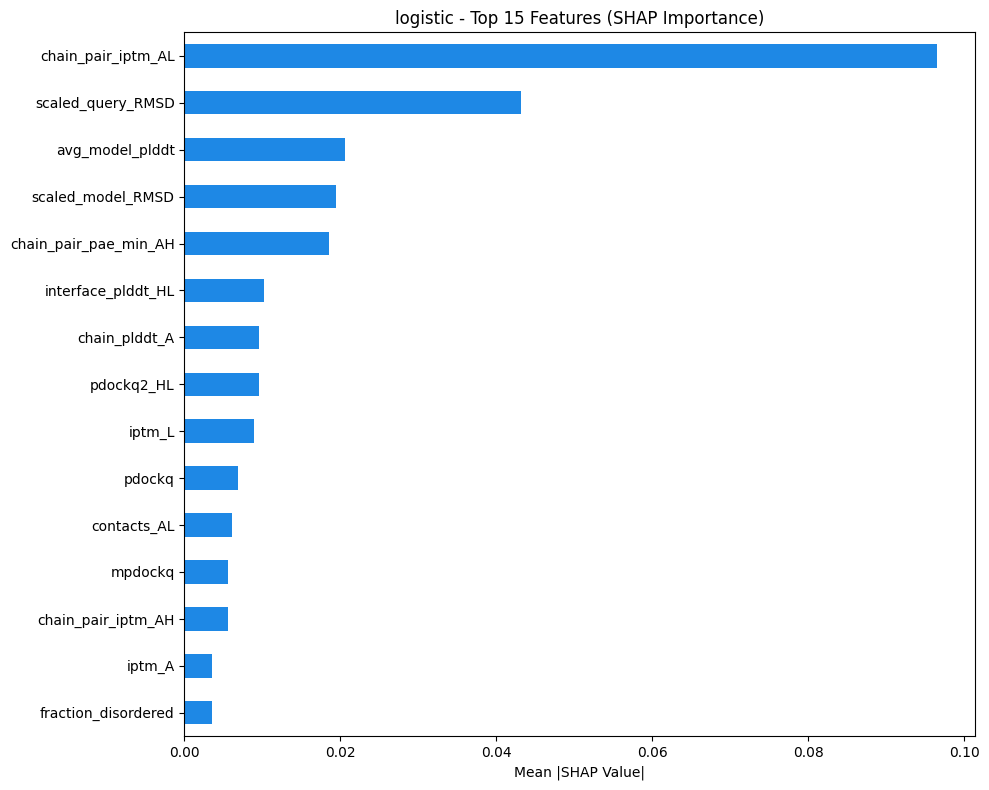 logistic - Top 15 Features (SHAP Importance)
chain_pair_iptm_AL
scaled_query_RMSD
avg_model_plddt
scaled_model_RMSD
chain_pair_pae_min_AH
interface_plddt_HL
chain_plddt_A
pdockq2_HL
iptm_L
pdockq
contacts_AL
mpdockq
chain_pair_iptm_AH
iptm_A
fraction_disordered
0.00 0.02 0.04 0.06 0.08 0.10
Mean |SHAP Value|